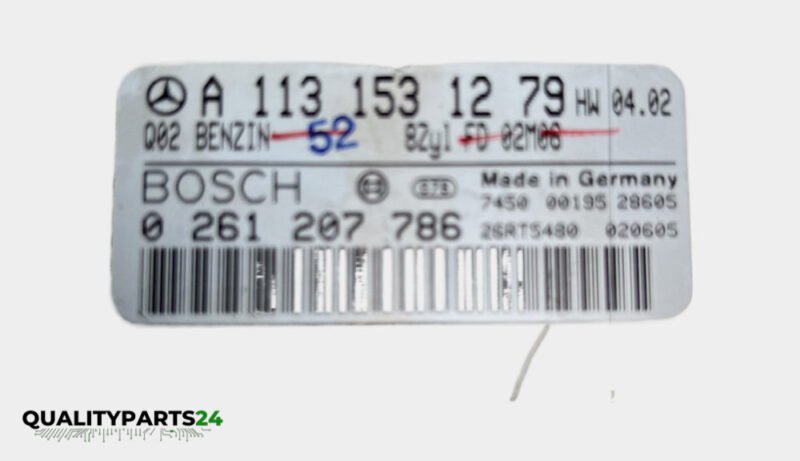 A 113 153 12 79 HW 04.02
Q02 BENZIN 52 8Zyl FD 02M08
BOSCH Made in Germany
7450 00195 28605
0 261 207 786 26RT5480 020605
QUALITYPARTS24